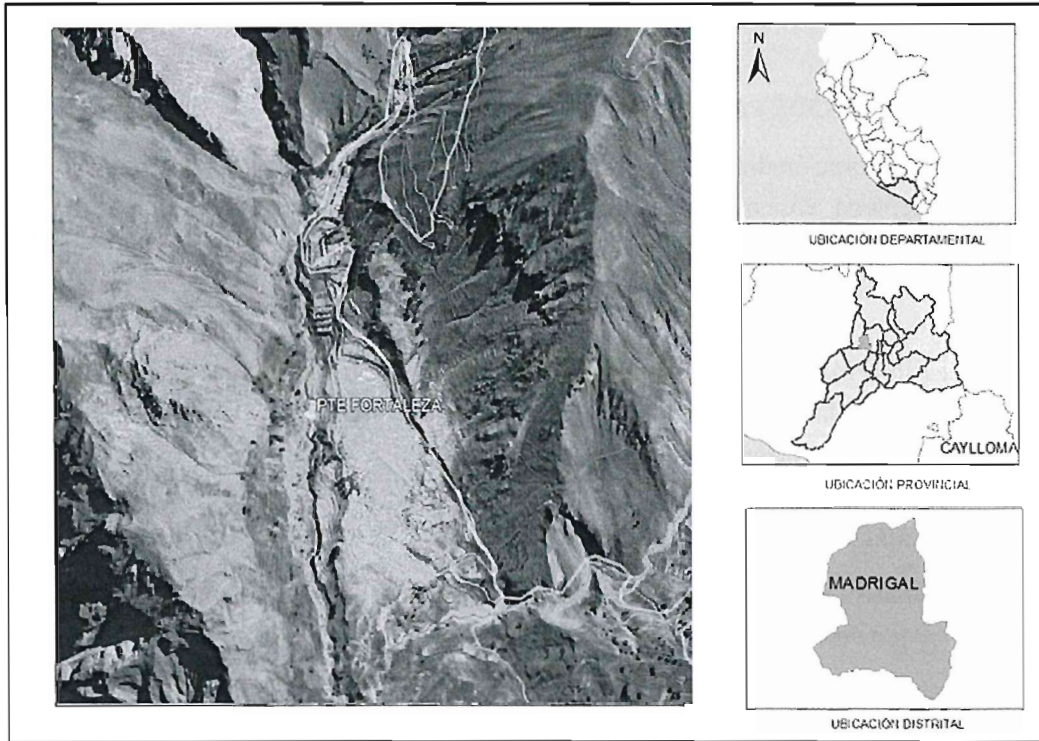 PTE FORTALEZA
N
UBICACIÓN DEPARTAMENTAL
CAYLLOMA
UBICACIÓN PROVINCIAL
MADRIGAL
UBICACIÓN DISTRITAL